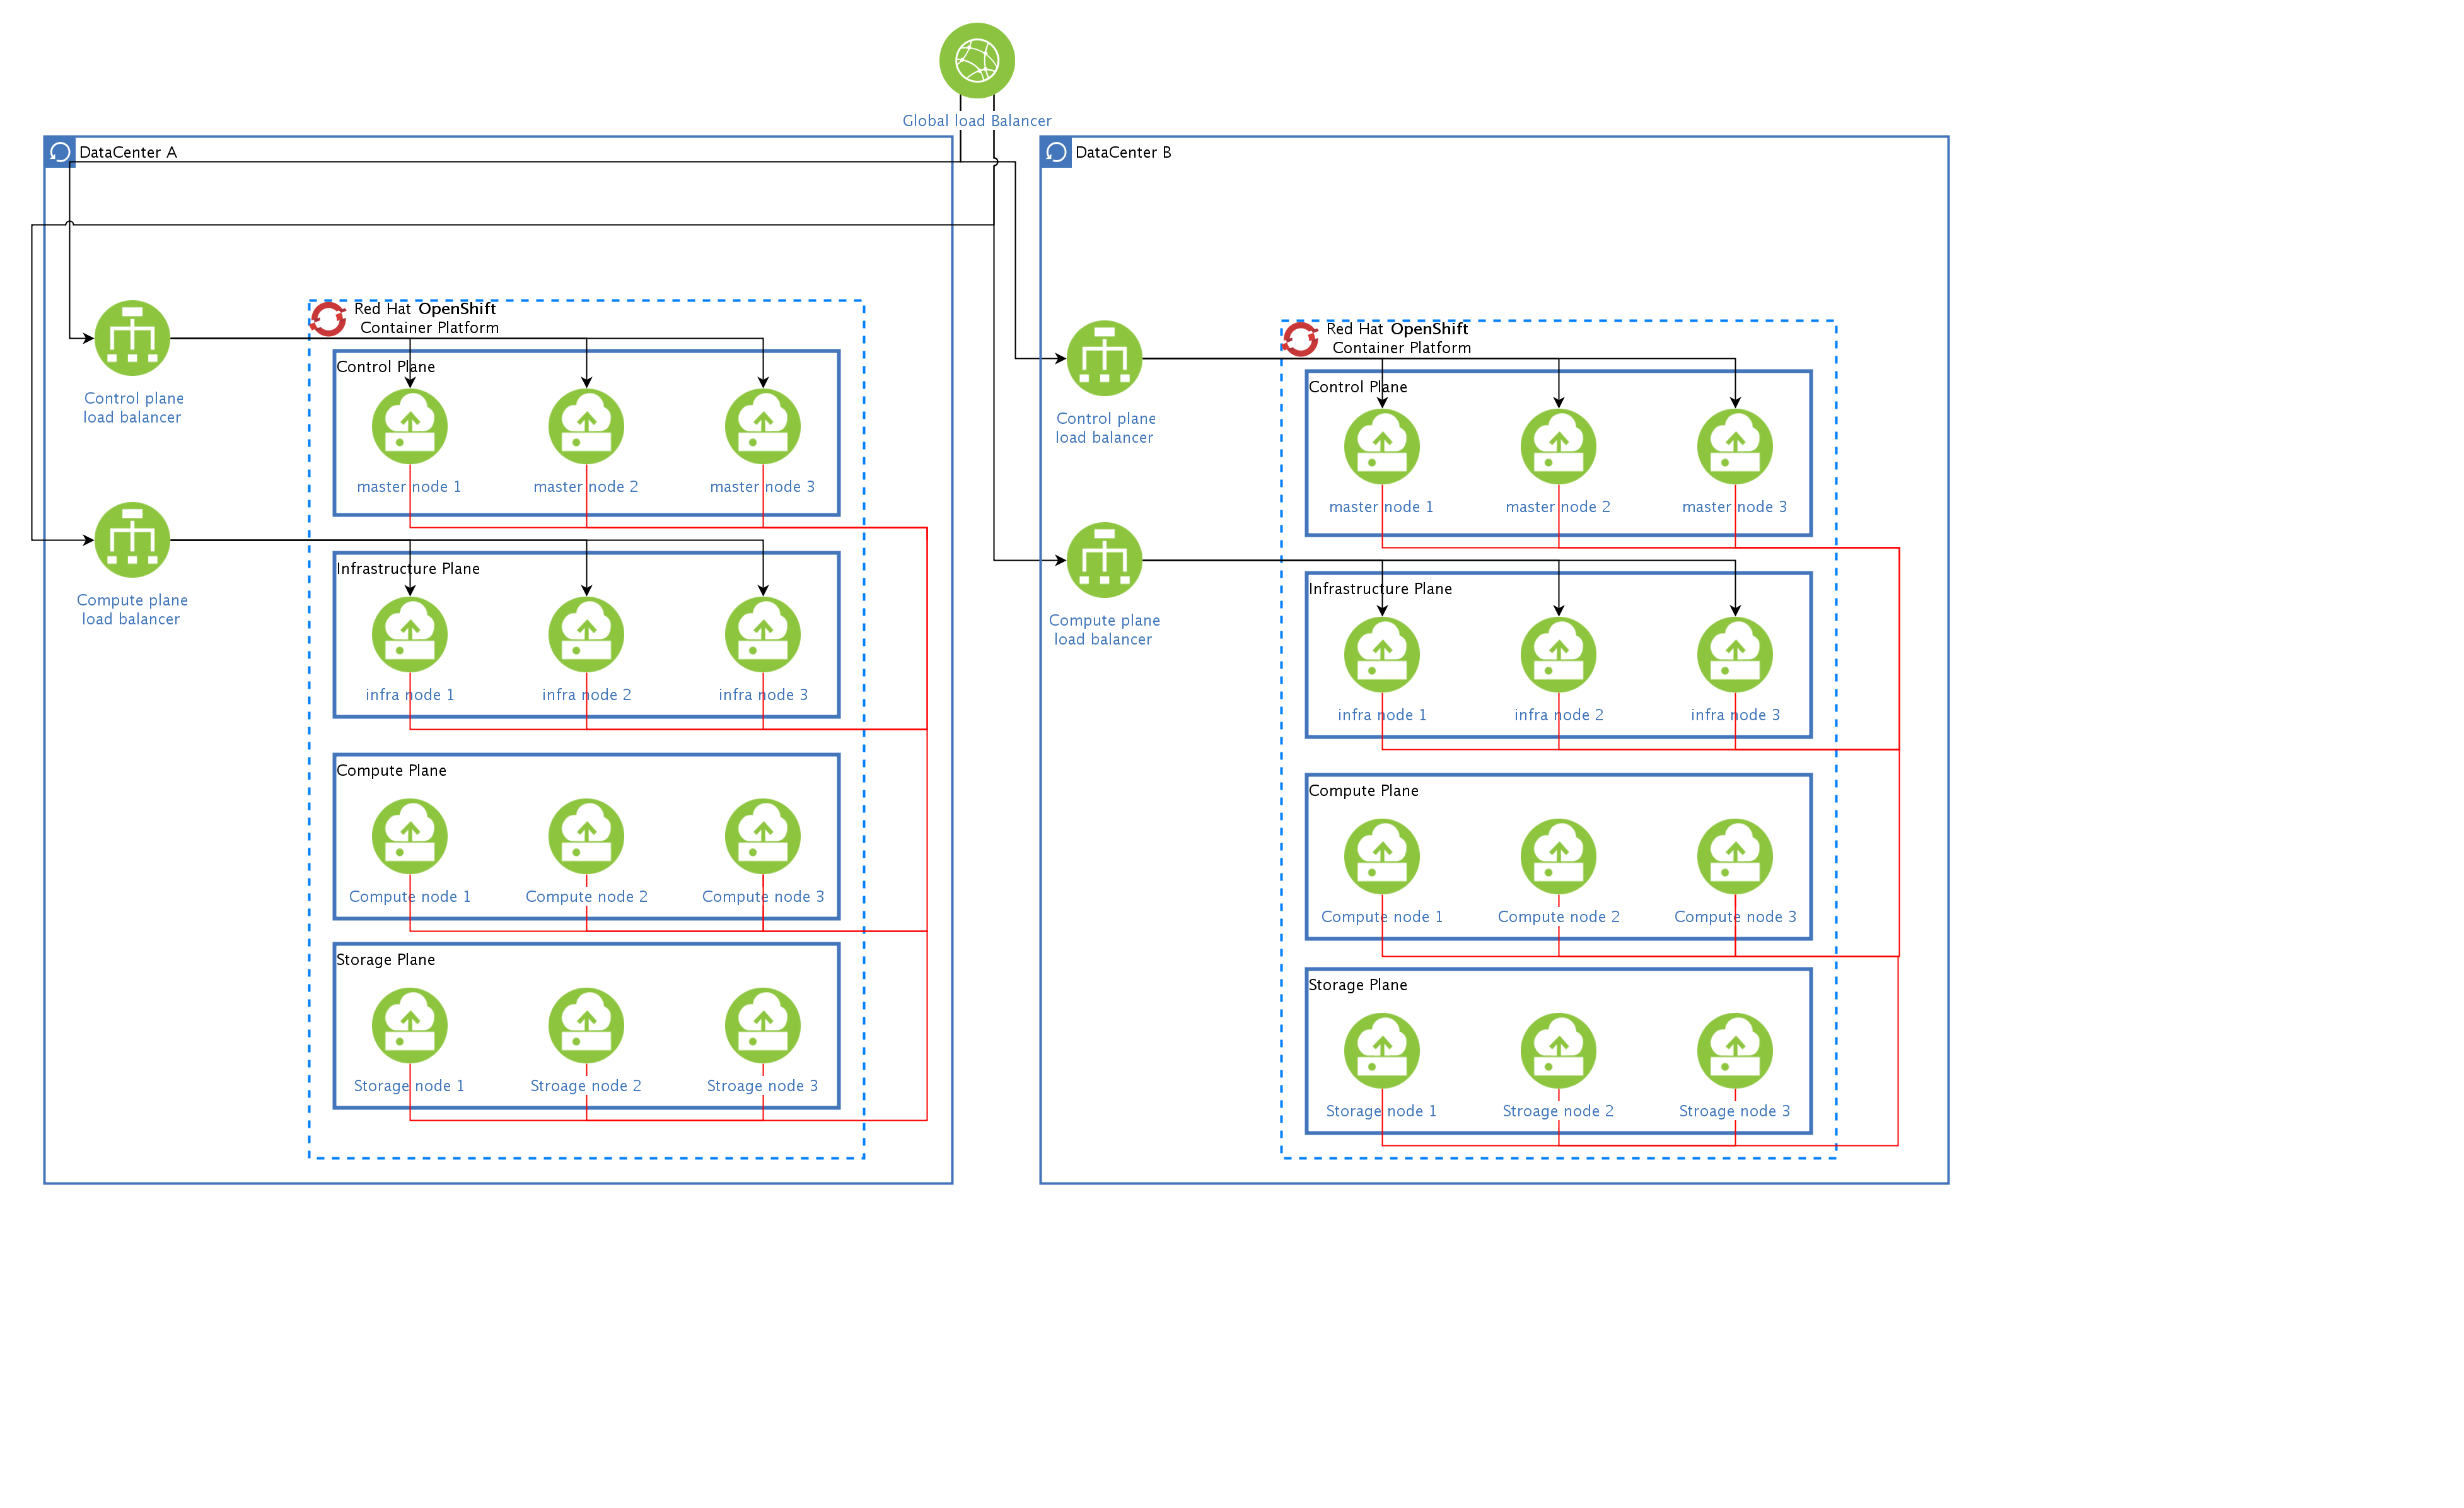 Global load Balancer
DataCenter A
Red Hat OpenShift
Container Platform
Control plane
load balancer
Control Plane
master node 1
master node 2
master node 3
Compute plane
load balancer
Infrastructure Plane
infra node 1
infra node 2
infra node 3
Compute Plane
Compute node 1
Compute node 2
Compute node 3
Storage Plane
Storage node 1
Stroage node 2
Stroage node 3
DataCenter B
Red Hat OpenShift
Container Platform
Control plane
load balancer
Control Plane
master node 1
master node 2
master node 3
Compute plane
load balancer
Infrastructure Plane
infra node 1
infra node 2
infra node 3
Compute Plane
Compute node 1
Compute node 2
Compute node 3
Storage Plane
Storage node 1
Stroage node 2
Stroage node 3